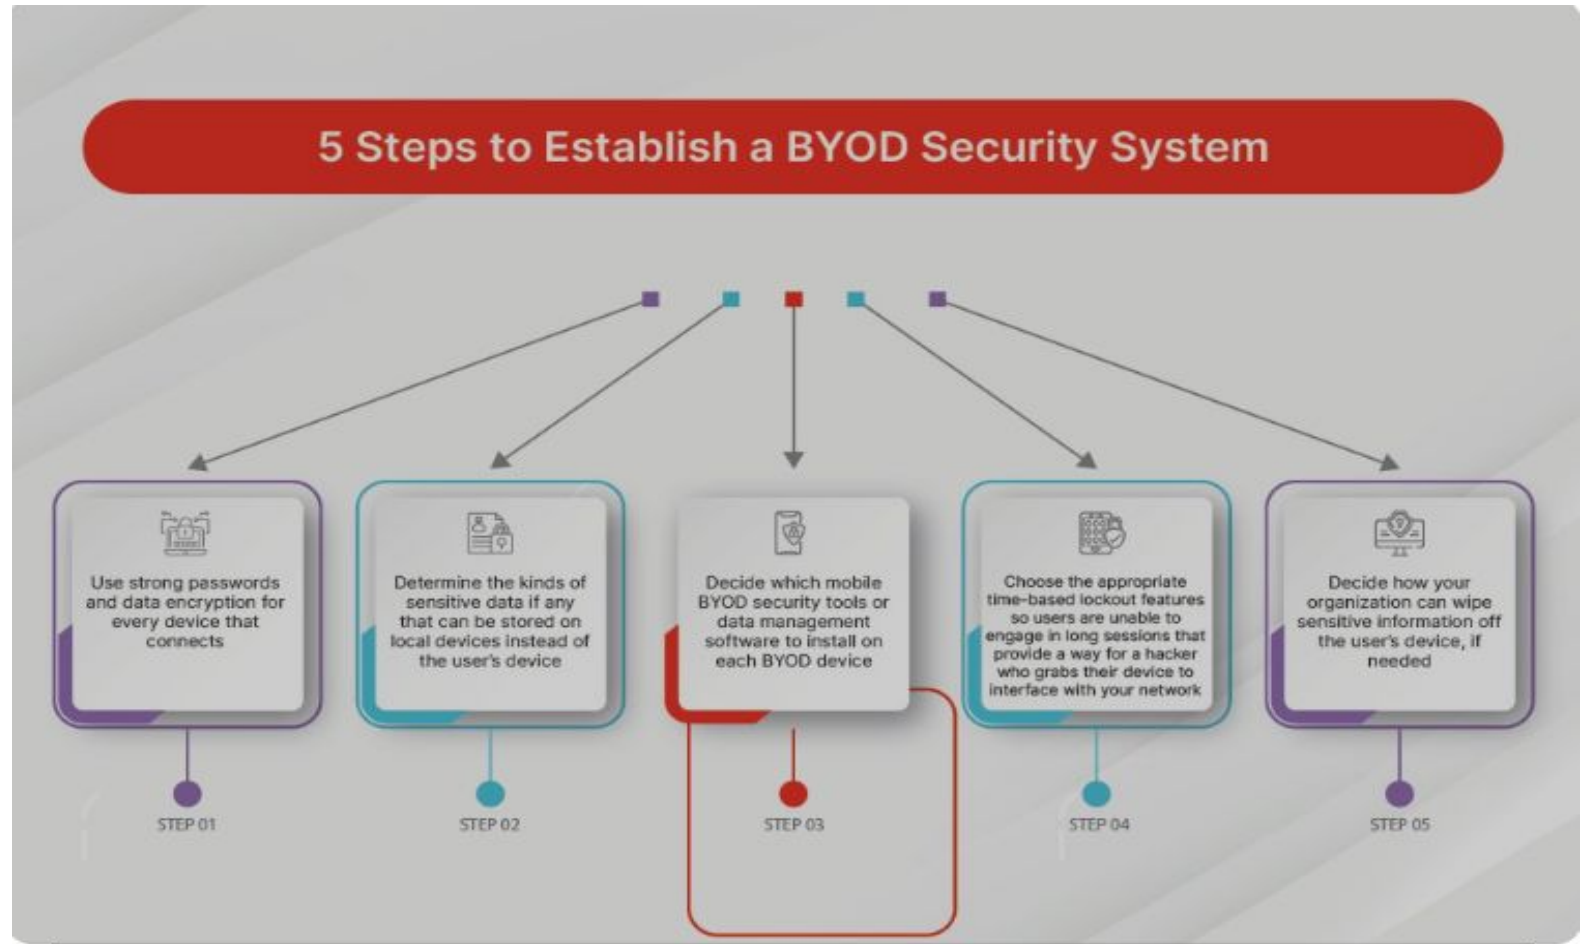 5 Steps to Establish a BYOD Security System
Use strong passwords
and data encryption for
every device that
connects
STEP 01
Determine the kinds of
sensitive data if any
that can be stored on
local devices instead of
the user's device
STEP 02
Decide which mobile
BYOD security tools or
data management
software to install on
each BYOD device
STEP 03
Choose the appropriate
time-based lockout features
so users are unable to
engage in long sessions that
provide a way for a hacker
who grabs their device to
interface with your network
STEP 04
Decide how your
organization can wipe
sensitive information off
the user's device, if
needed
STEP 05